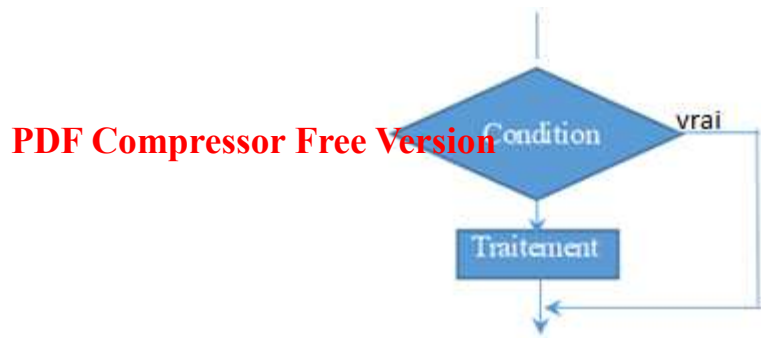 vrai
PDF Compressor Free Version
Condition
Traitement